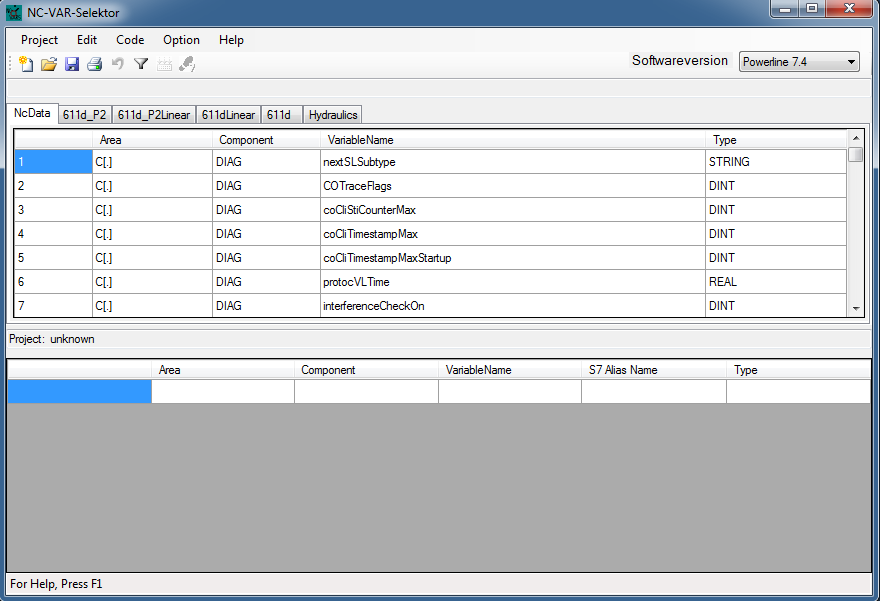 NC-VAR-Selektor
Project Edit Code Option Help
Softwareversion Powerline 7.4
NcData 611d_P2 611d_P2Linear 611dLinear 611d Hydraulics
Area Component VariableName Type
1 C[.] DIAG nextSLSubtype STRING
2 C[.] DIAG COTraceFlags DINT
3 C[.] DIAG coCliStiCounterMax DINT
4 C[.] DIAG coCliTimestampMax DINT
5 C[.] DIAG coCliTimestampMaxStartup DINT
6 C[.] DIAG protocVLTime REAL
7 C[.] DIAG interferenceCheckOn DINT
Project: unknown
Area Component VariableName S7 Alias Name Type
For Help, Press F1